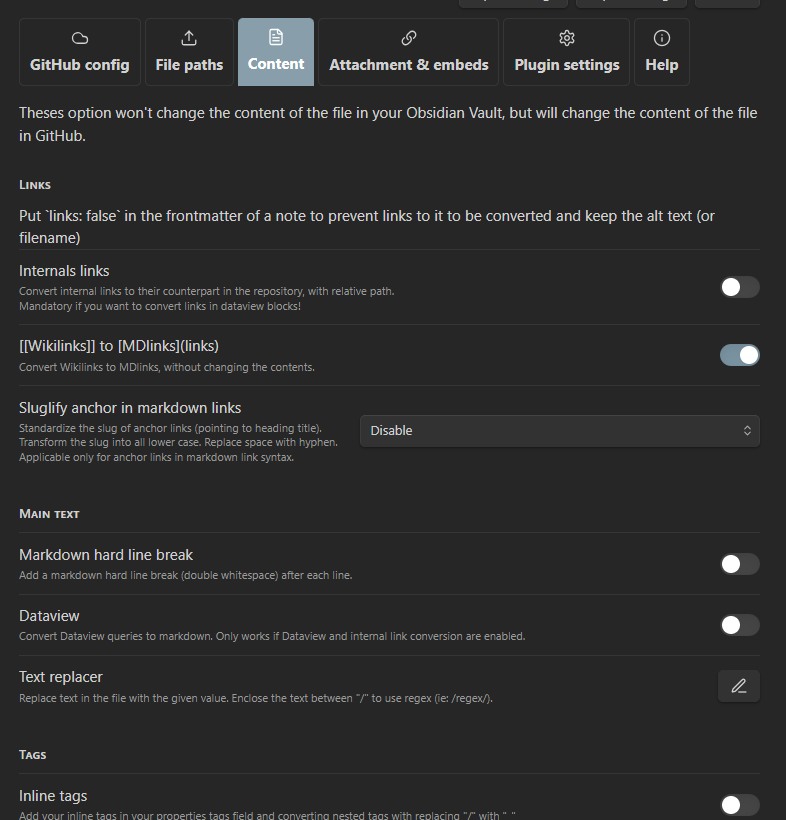 GitHub config
File paths
Content
Attachment & embeds
Plugin settings
Help
Theses option won't change the content of the file in your Obsidian Vault, but will change the content of the file
in GitHub.
Links
Put `links: false` in the frontmatter of a note to prevent links to it to be converted and keep the alt text (or
filename)
Internals links
Convert internal links to their counterpart in the repository, with relative path.
Mandatory if you want to convert links in dataview blocks!
[[Wikilinks]] to [MDlinks](links)
Convert Wikilinks to MDlinks, without changing the contents.
Sluglify anchor in markdown links
Standardize the slug of anchor links (pointing to heading title).
Transform the slug into all lower case. Replace space with hyphen.
Applicable only for anchor links in markdown link syntax.
Disable
Main text
Markdown hard line break
Add a markdown hard line break (double whitespace) after each line.
Dataview
Convert Dataview queries to markdown. Only works if Dataview and internal link conversion are enabled.
Text replacer
Replace text in the file with the given value. Enclose the text between "/" to use regex (ie: /regex/).
Tags
Inline tags
Add your inline tags in your properties tags field and converting nested tags with replacing "/" with "_"